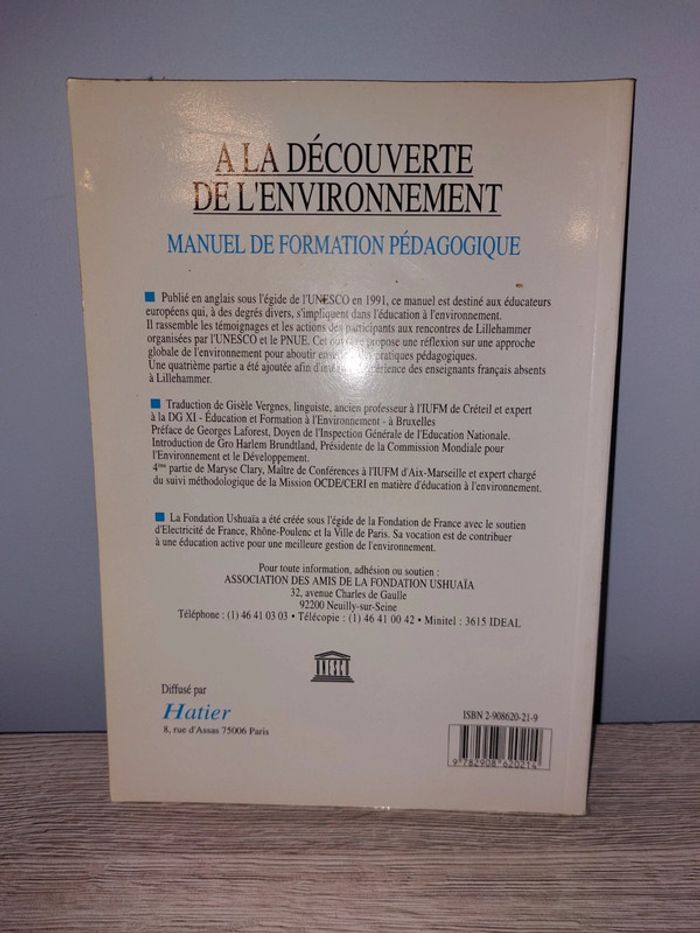 A LA DÉCOUVERTE
DE L'ENVIRONNEMENT
MANUEL DE FORMATION PÉDAGOGIQUE
Publié en anglais sous l'égide de l'UNESCO en 1991, ce manuel est destiné aux éducateurs
européens qui, à des degrés divers, s'impliquent dans l'éducation à l'environnement.
Il rassemble les témoignages et les actions des participants aux rencontres de Lillehammer
organisées par l'UNESCO et le PNUE. Cet propose une réflexion sur une approche
globale de l'environnement pour aboutir pratiques pédagogiques.
Une quatrième partie a été ajoutée afin des enseignants français absents
à Lillehammer.
Traduction de Gisèle Vergnes, linguiste, ancien professeur à l'IUFM de Créteil et expert
à la DG XI - Éducation et Formation à l'Environnement - à Bruxelles
Préface de Georges Laforest, Doyen de l'Inspection Générale de l'Education Nationale.
Introduction de Gro Harlem Brundtland, Présidente de la Commission Mondiale pour
l'Environnement et le Développement.
4ème partie de Maryse Clary, Maître de Conférences à l'IUFM d'Aix-Marseille et expert chargé
du suivi méthodologique de la Mission OCDE/CERI en matière d'éducation à l'environnement.
La Fondation Ushuaïa a été créée sous l'égide de la Fondation de France avec le soutien
d'Electricité de France, Rhône-Poulenc et la Ville de Paris. Sa vocation est de contribuer
à une éducation active pour une meilleure gestion de l'environnement.
Pour toute information, adhésion ou soutien :
ASSOCIATION DES AMIS DE LA FONDATION USHUAÏA
32, avenue Charles de Gaulle
92200 Neuilly-sur-Seine
Téléphone : (1) 46 41 03 03 • Télécopie : (1) 46 41 00 42 • Minitel : 3615 IDEAL
UNESCO
Diffusé par
Hatier
8, rue d'Assas 75006 Paris
ISBN 2-908620-21-9
9 782908 620214